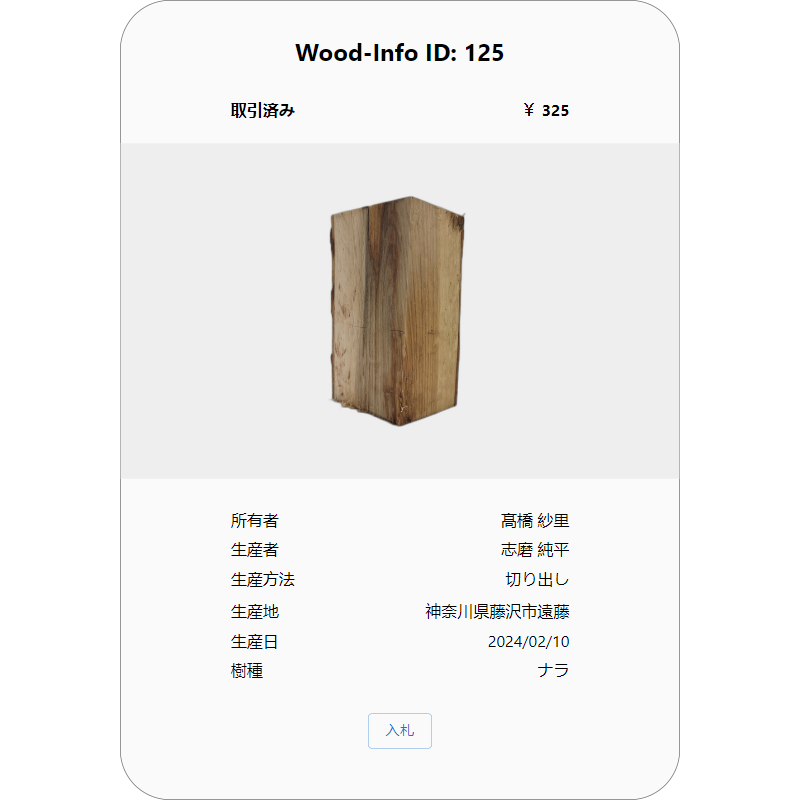 Wood-Info ID: 125
取引済み ￥ 325
所有者 髙橋 紗里
生産者 志磨 純平
生産方法 切り出し
生産地 神奈川県藤沢市遠藤
生産日 2024/02/10
樹種 ナラ
入札